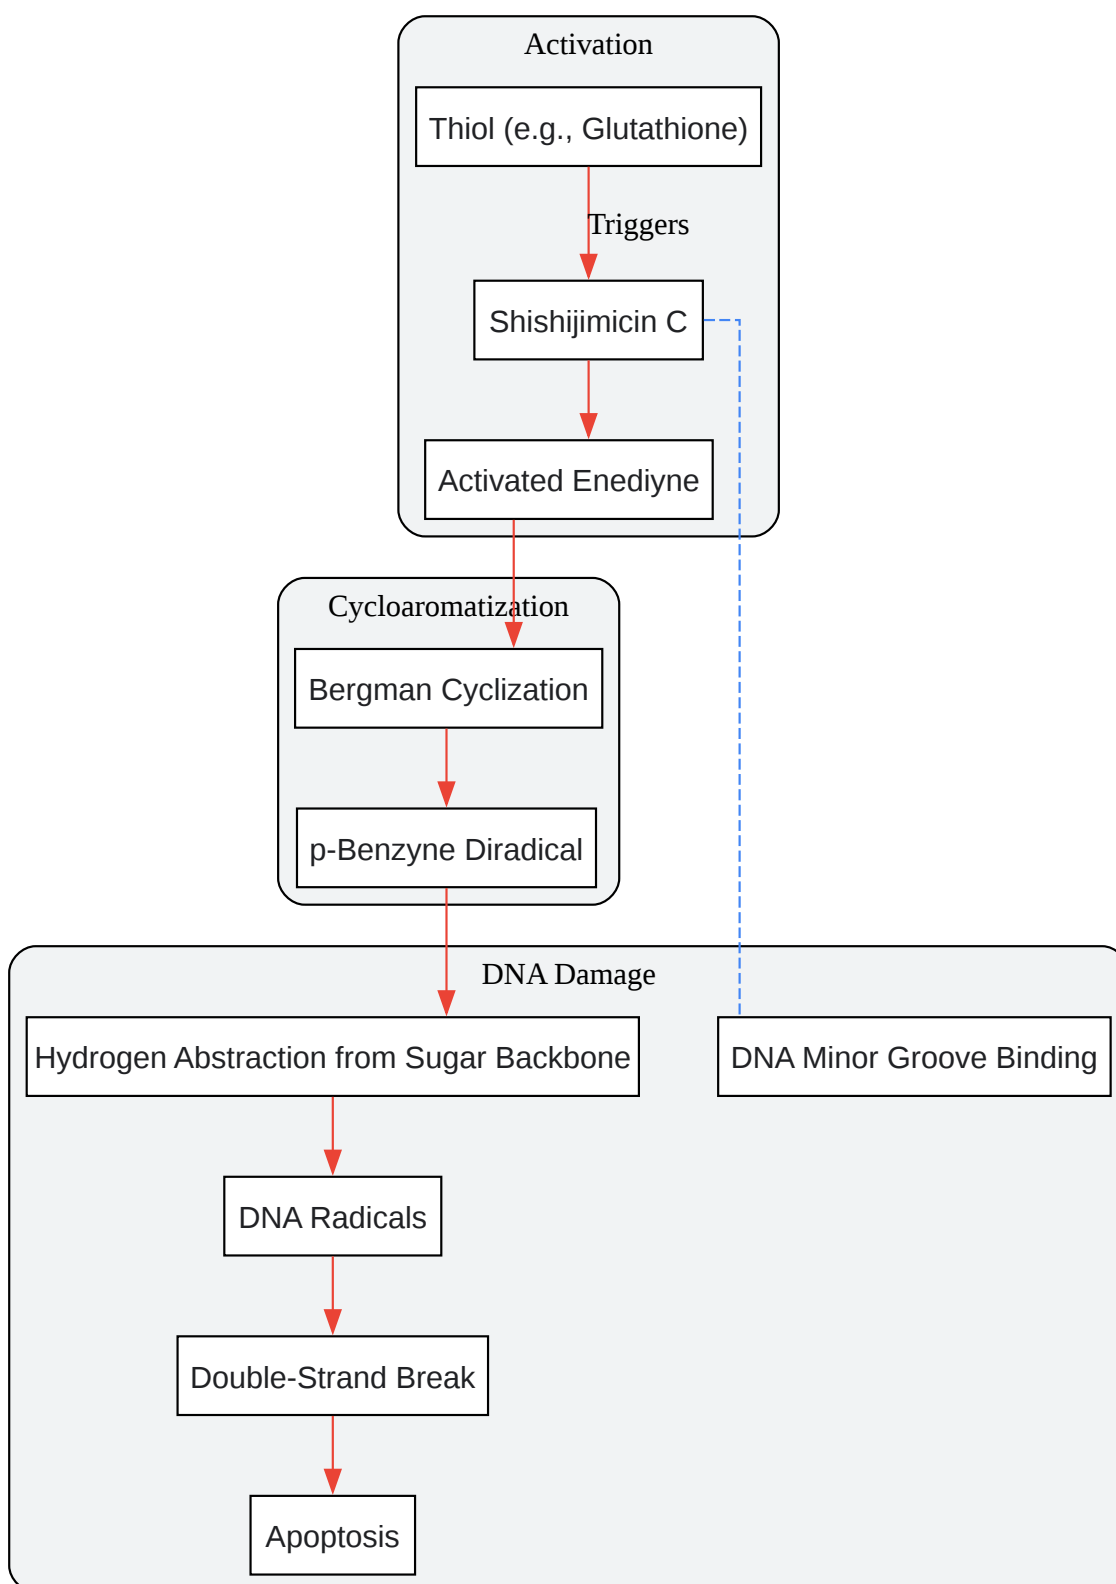 Activation
Thiol (e.g., Glutathione)
Triggers
Shishijimicin C
Activated Enediyne
Cycloaromatization
Bergman Cyclization
p-Benzyne Diradical
DNA Damage
Hydrogen Abstraction from Sugar Backbone
DNA Minor Groove Binding
DNA Radicals
Double-Strand Break
Apoptosis